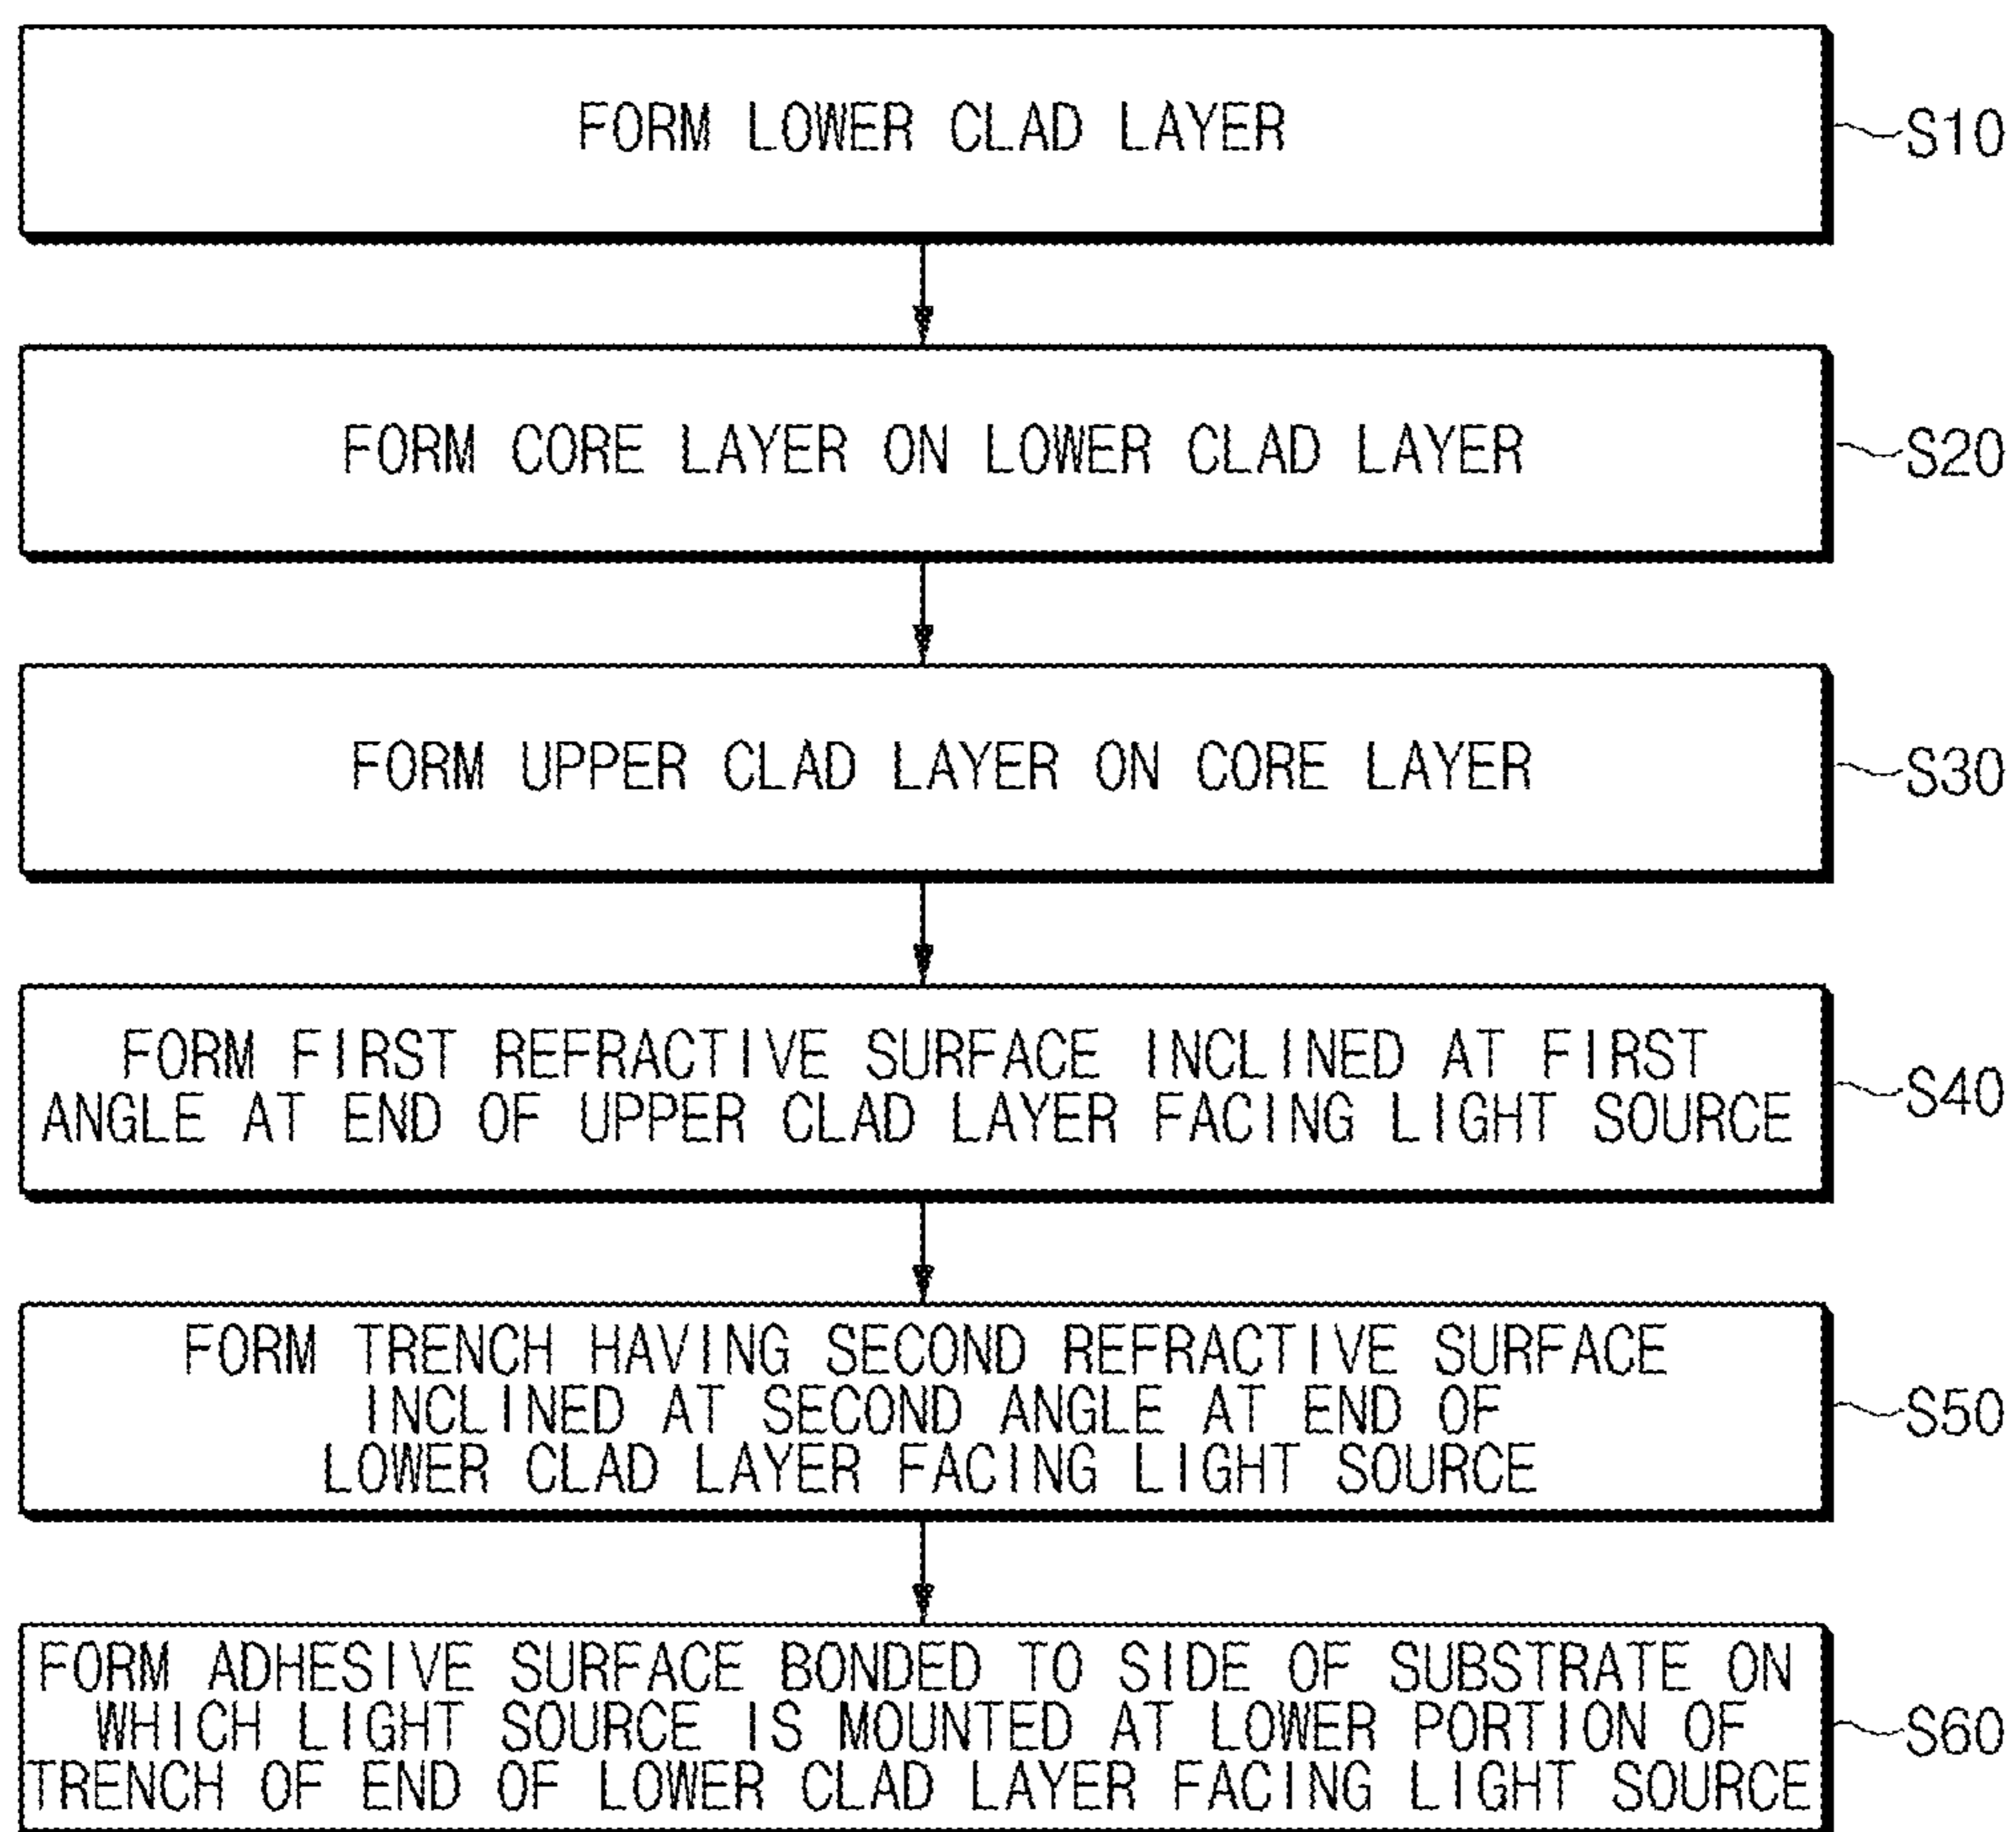 FORM LOWER CLAD LAYER
S10
FORM CORE LAYER ON LOWER CLAD LAYER
S20
FORM UPPER CLAD LAYER ON CORE LAYER
S30
FORM FIRST REFRACTIVE SURFACE INCLINED AT FIRST
ANGLE AT END OF UPPER CLAD LAYER FACING LIGHT SOURCE
S40
FORM TRENCH HAVING SECOND REFRACTIVE SURFACE
INCLINED AT SECOND ANGLE AT END OF
LOWER CLAD LAYER FACING LIGHT SOURCE
S50
FORM ADHESIVE SURFACE BONDED TO SIDE OF SUBSTRATE ON
WHICH LIGHT SOURCE IS MOUNTED AT LOWER PORTION OF
TRENCH OF END OF LOWER CLAD LAYER FACING LIGHT SOURCE
S60